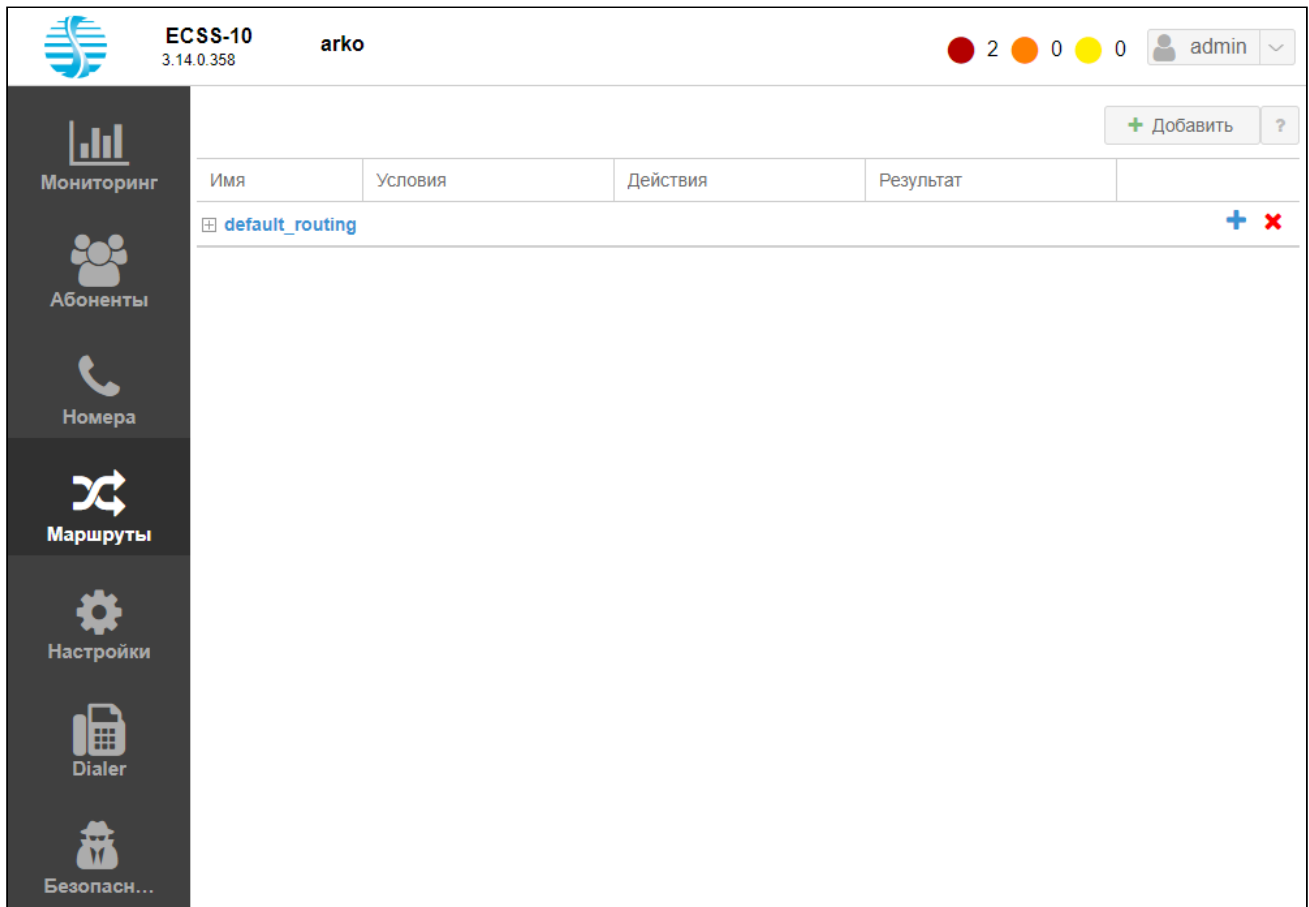 ECSS-10
3.14.0.358
arko
2 0 0 admin
+ Добавить ?
Мониторинг
Имя Условия Действия Результат
default_routing
Абоненты
Номера
Маршруты
Настройки
Dialer
Безопасн...